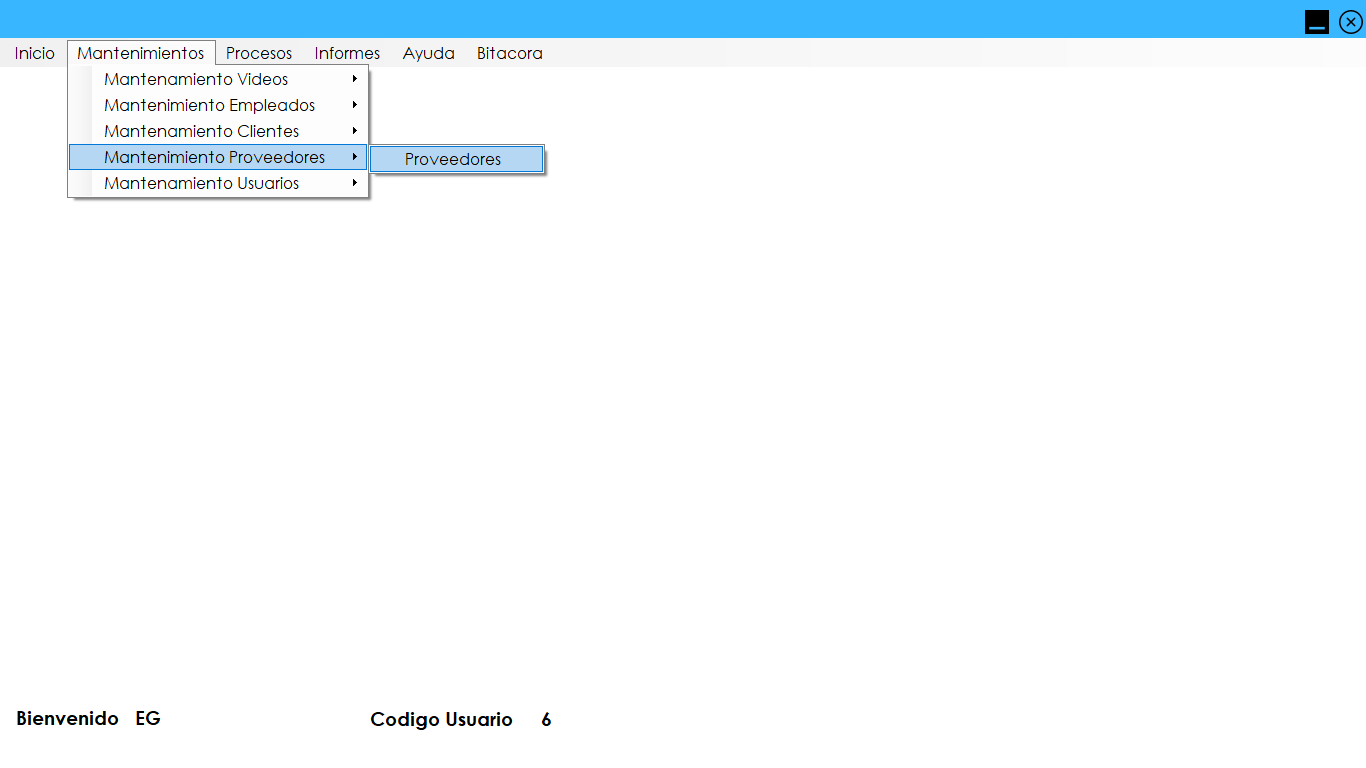 Inicio Mantenimientos Procesos Informes Ayuda Bitacora
Mantenamiento Videos
Mantenimiento Empleados
Mantenamiento Clientes
Mantenimiento Proveedores Proveedores
Mantenamiento Usuarios
Bienvenido EG Codigo Usuario 6